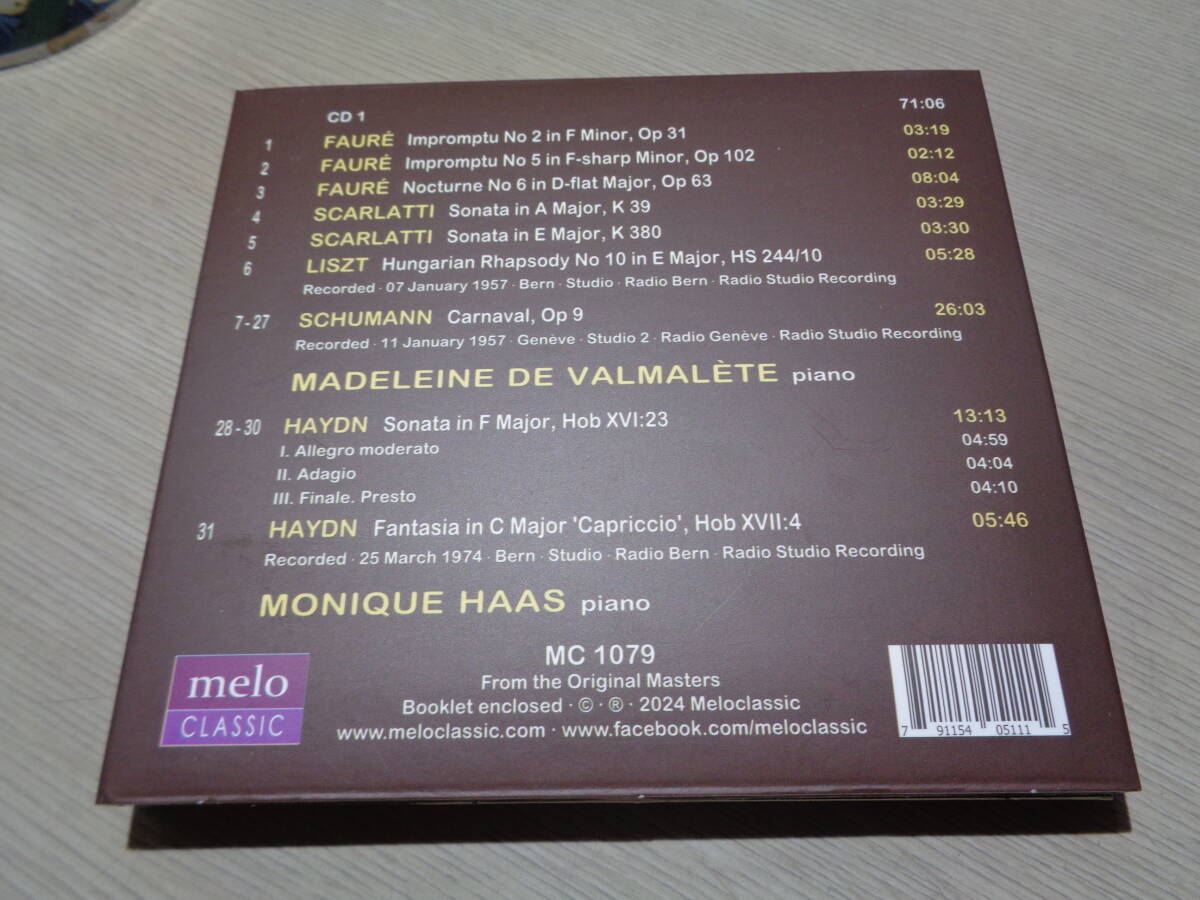 CD 1 71:06
1 FAURÉ Impromptu No 2 in F Minor, Op 31 03:19
2 FAURÉ Impromptu No 5 in F-sharp Minor, Op 102 02:12
3 FAURÉ Nocturne No 6 in D-flat Major, Op 63 08:04
4 SCARLATTI Sonata in A Major, K 39 03:29
5 SCARLATTI Sonata in E Major, K 380 03:30
6 LISZT Hungarian Rhapsody No 10 in E Major, HS 244/10 05:28
Recorded · 07 January 1957 · Bern · Studio · Radio Bern · Radio Studio Recording
7 - 27 SCHUMANN Carnaval, Op 9 26:03
Recorded · 11 January 1957 · Genève · Studio 2 · Radio Genève · Radio Studio Recording
MADELEINE DE VALMALÈTE piano
28 - 30 HAYDN Sonata in F Major, Hob XVI:23 13:13
I. Allegro moderato 04:59
II. Adagio 04:04
III. Finale. Presto 04:10
31 HAYDN Fantasia in C Major 'Capriccio', Hob XVII:4 05:46
Recorded · 25 March 1974 · Bern · Studio · Radio Bern · Radio Studio Recording
MONIQUE HAAS piano
melo
CLASSIC
MC 1079
From the Original Masters
Booklet enclosed · © · ® · 2024 Meloclassic
www.meloclassic.com · www.facebook.com/meloclassic
7 91154 05111 5